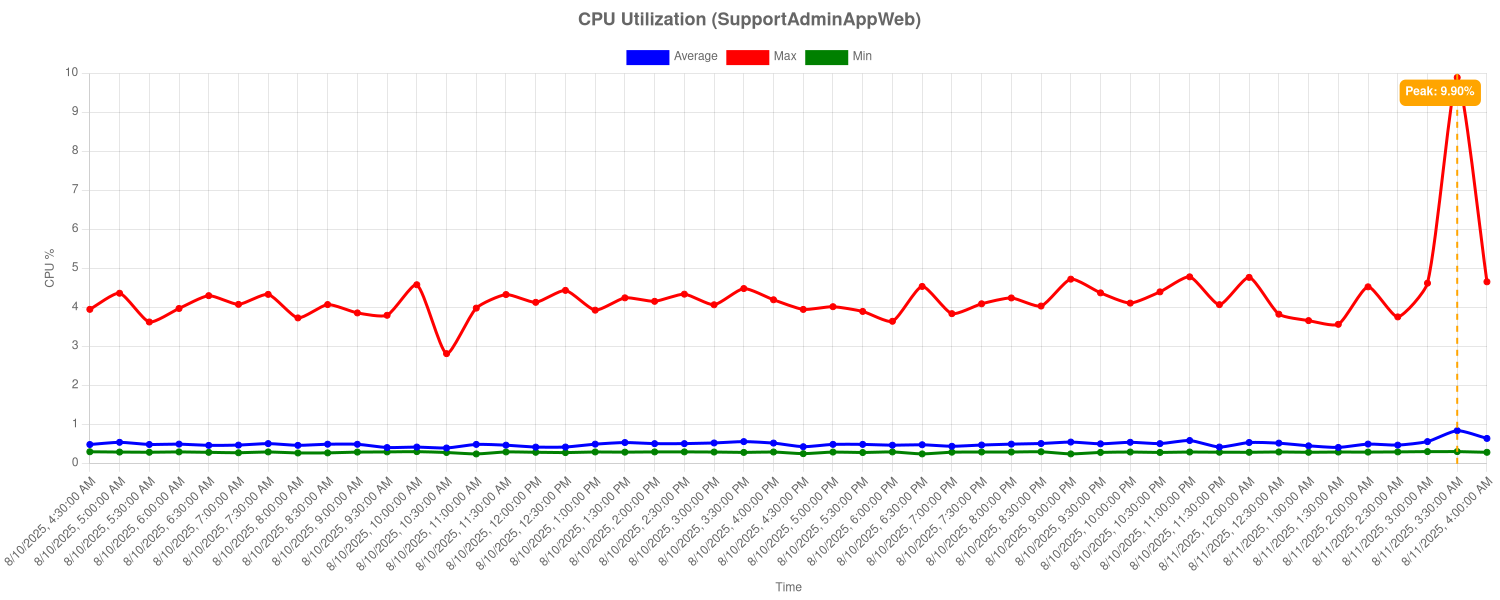 CPU Utilization (SupportAdminAppWeb)
Average Max Min
10
9
8
7
6
5
4
3
2
1
0
CPU %
Peak: 9.90%
8/10/2025, 4:30:00 AM
8/10/2025, 5:00:00 AM
8/10/2025, 5:30:00 AM
8/10/2025, 6:00:00 AM
8/10/2025, 6:30:00 AM
8/10/2025, 7:00:00 AM
8/10/2025, 7:30:00 AM
8/10/2025, 8:00:00 AM
8/10/2025, 8:30:00 AM
8/10/2025, 9:00:00 AM
8/10/2025, 9:30:00 AM
8/10/2025, 10:00:00 AM
8/10/2025, 10:30:00 AM
8/10/2025, 11:00:00 AM
8/10/2025, 11:30:00 AM
8/10/2025, 12:00:00 PM
8/10/2025, 12:30:00 PM
8/10/2025, 1:00:00 PM
8/10/2025, 1:30:00 PM
8/10/2025, 2:00:00 PM
8/10/2025, 2:30:00 PM
8/10/2025, 3:00:00 PM
8/10/2025, 3:30:00 PM
8/10/2025, 4:00:00 PM
8/10/2025, 4:30:00 PM
8/10/2025, 5:00:00 PM
8/10/2025, 5:30:00 PM
8/10/2025, 6:00:00 PM
8/10/2025, 6:30:00 PM
8/10/2025, 7:00:00 PM
8/10/2025, 7:30:00 PM
8/10/2025, 8:00:00 PM
8/10/2025, 8:30:00 PM
8/10/2025, 9:00:00 PM
8/10/2025, 9:30:00 PM
8/10/2025, 10:00:00 PM
8/10/2025, 10:30:00 PM
8/10/2025, 11:00:00 PM
8/10/2025, 11:30:00 PM
8/11/2025, 12:00:00 AM
8/11/2025, 12:30:00 AM
8/11/2025, 1:00:00 AM
8/11/2025, 1:30:00 AM
8/11/2025, 2:00:00 AM
8/11/2025, 2:30:00 AM
8/11/2025, 3:00:00 AM
8/11/2025, 3:30:00 AM
8/11/2025, 4:00:00 AM
Time